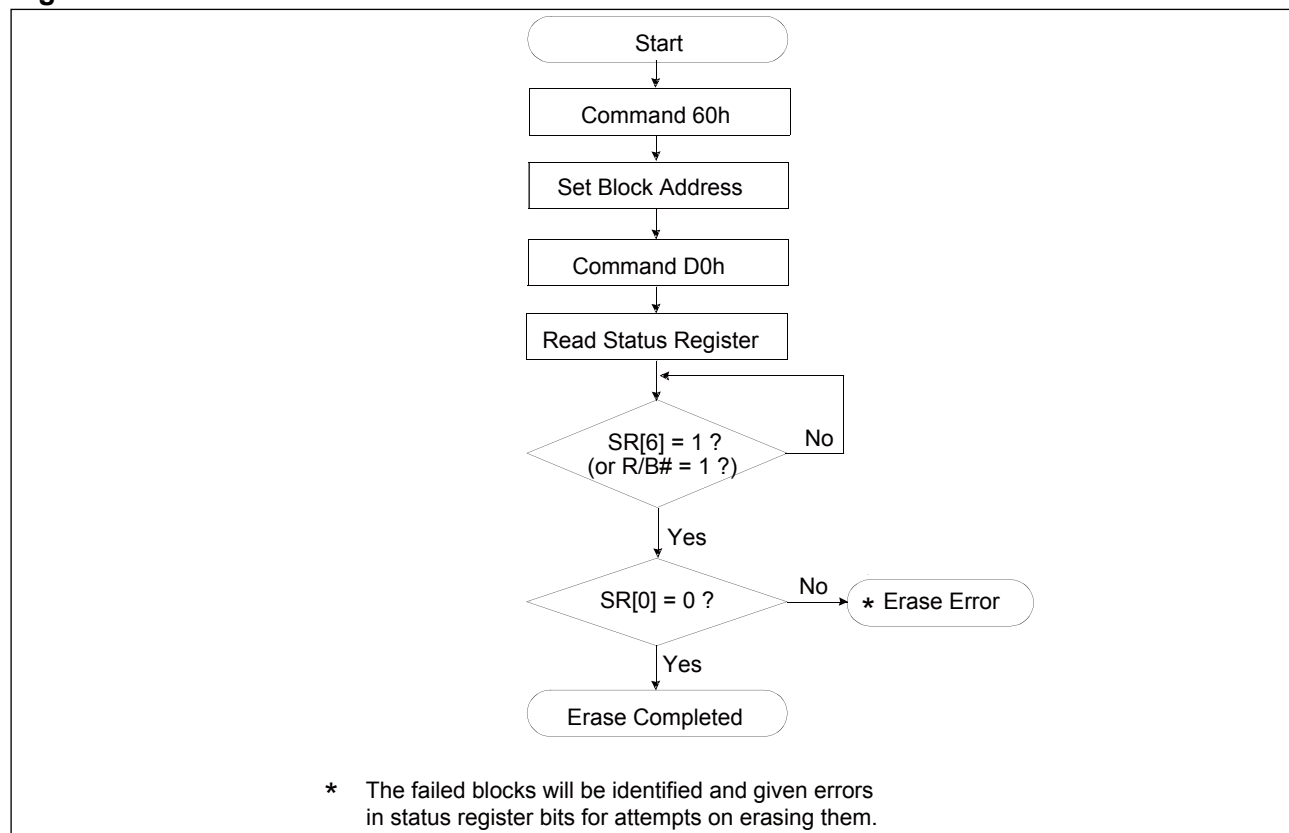 Start
Command 60h
Set Block Address
Command D0h
Read Status Register
SR[6] = 1 ?
(or R/B# = 1 ?)
No
Yes
SR[0] = 0 ?
No
* Erase Error
Yes
Erase Completed
* The failed blocks will be identified and given errors
in status register bits for attempts on erasing them.